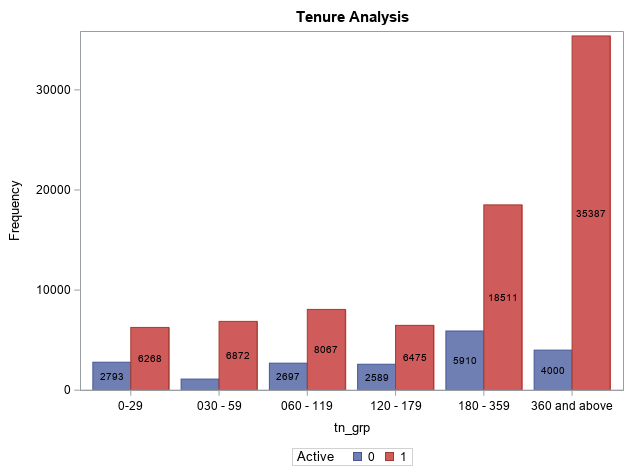 Tenure Analysis
Frequency
30000
20000
10000
0
2793
6268
6872
2697
8067
2589
6475
5910
18511
4000
35387
0-29
030 - 59
060 - 119
120 - 179
180 - 359
360 and above
tn_grp
Active 0 1